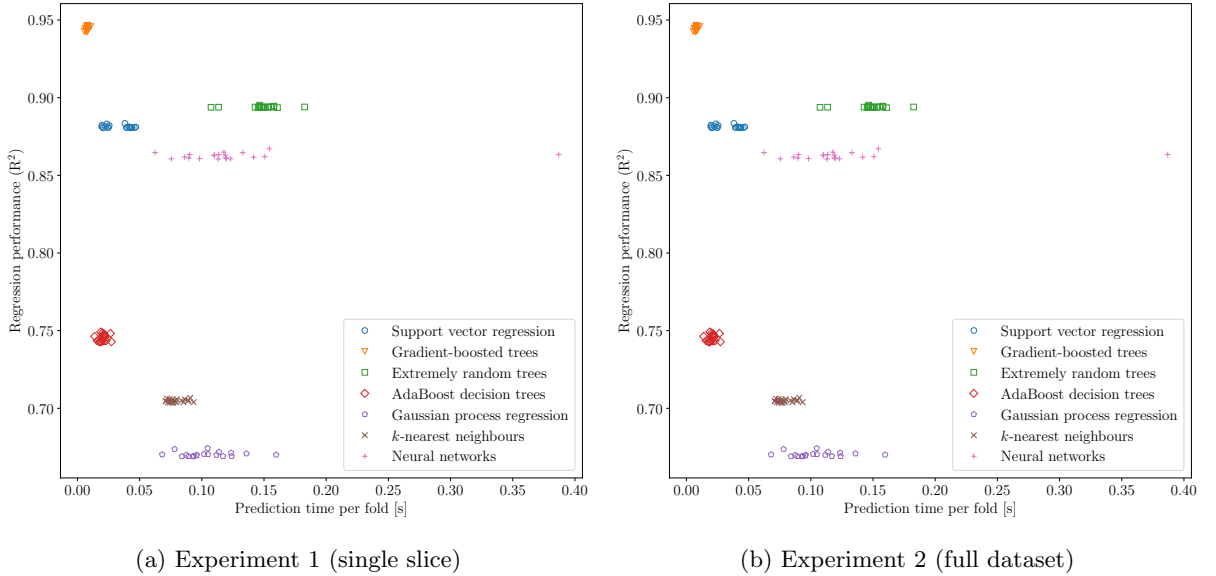 0.95
0.90
0.85
0.80
0.75
0.70
Regression performance (R²)
0.00 0.05 0.10 0.15 0.20 0.25 0.30 0.35 0.40
Prediction time per fold [s]
Support vector regression
Gradient-boosted trees
Extremely random trees
AdaBoost decision trees
Gaussian process regression
k-nearest neighbours
Neural networks
(a) Experiment 1 (single slice)
0.95
0.90
0.85
0.80
0.75
0.70
Regression performance (R²)
0.00 0.05 0.10 0.15 0.20 0.25 0.30 0.35 0.40
Prediction time per fold [s]
Support vector regression
Gradient-boosted trees
Extremely random trees
AdaBoost decision trees
Gaussian process regression
k-nearest neighbours
Neural networks
(b) Experiment 2 (full dataset)